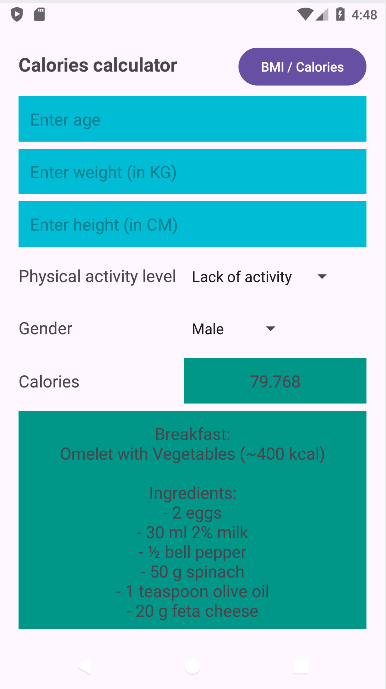 4:48
Calories calculator
BMI / Calories
Enter age
Enter weight (in KG)
Enter height (in CM)
Physical activity level
Lack of activity
Gender
Male
Calories
79.768
Breakfast:
Omelet with Vegetables (~400 kcal)
Ingredients:
- 2 eggs
- 30 ml 2% milk
- ½ bell pepper
- 50 g spinach
- 1 teaspoon olive oil
- 20 g feta cheese